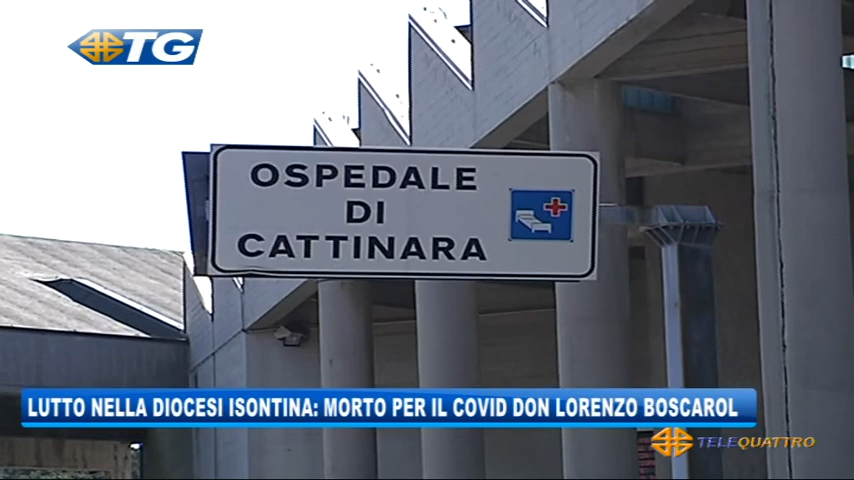 TG
OSPEDALE
DI
CATTINARA
LUTTO NELLA DIOCESI ISONTINA: MORTO PER IL COVID DON LORENZO BOSCAROL
TELEQUATTRO